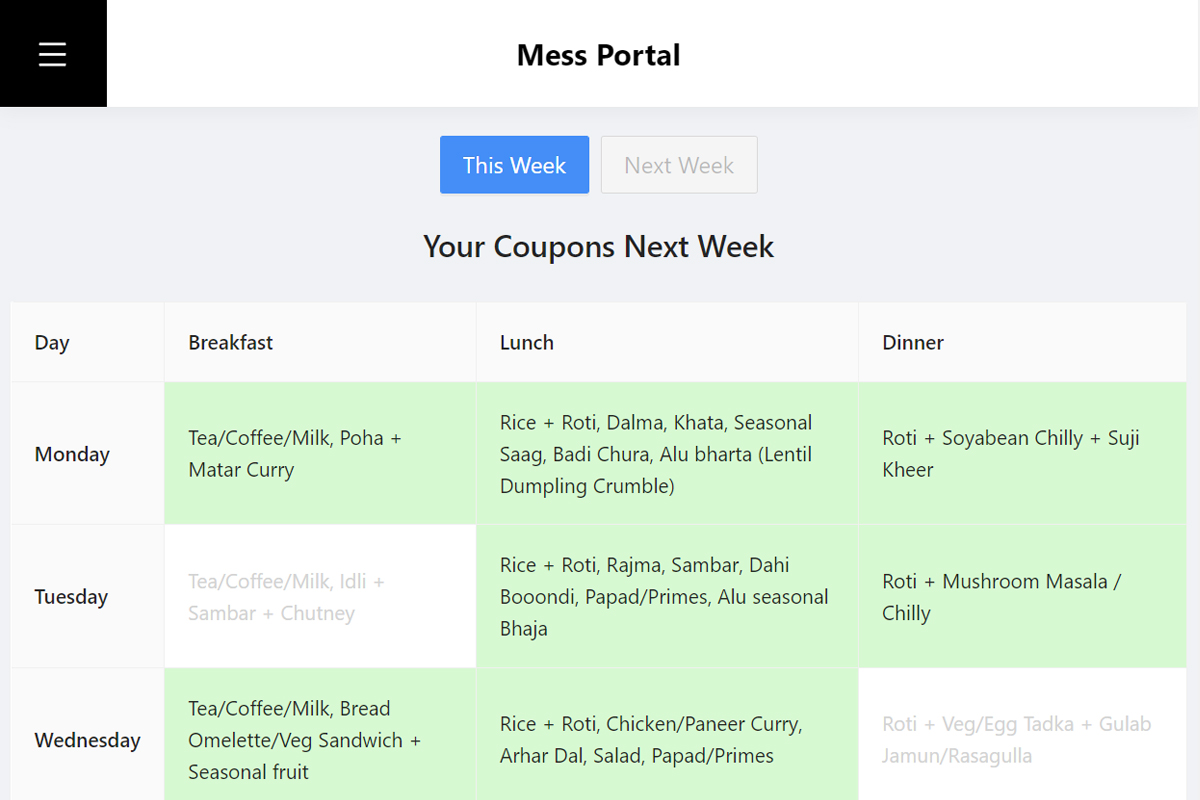 Mess Portal
This Week
Next Week
Your Coupons Next Week
Day
Breakfast
Lunch
Dinner
Monday
Tea/Coffee/Milk, Poha +
Matar Curry
Rice + Roti, Dalma, Khata, Seasonal
Saag, Badi Chura, Alu bharta (Lentil
Dumpling Crumble)
Roti + Soyabean Chilly + Suji
Kheer
Tuesday
Tea/Coffee/Milk, Idli +
Sambar + Chutney
Rice + Roti, Rajma, Sambar, Dahi
Booondi, Papad/Primes, Alu seasonal
Bhaja
Roti + Mushroom Masala /
Chilly
Wednesday
Tea/Coffee/Milk, Bread
Omelette/Veg Sandwich +
Seasonal fruit
Rice + Roti, Chicken/Paneer Curry,
Arhar Dal, Salad, Papad/Primes
Roti + Veg/Egg Tadka + Gulab
Jamun/Rasagulla